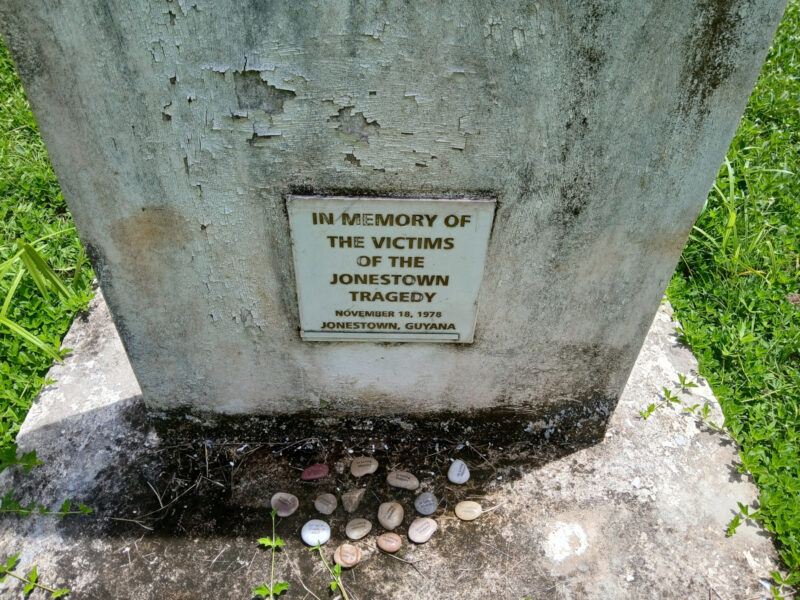 IN MEMORY OF
THE VICTIMS
OF THE
JONESTOWN
TRAGEDY
NOVEMBER 18, 1978
JONESTOWN, GUYANA